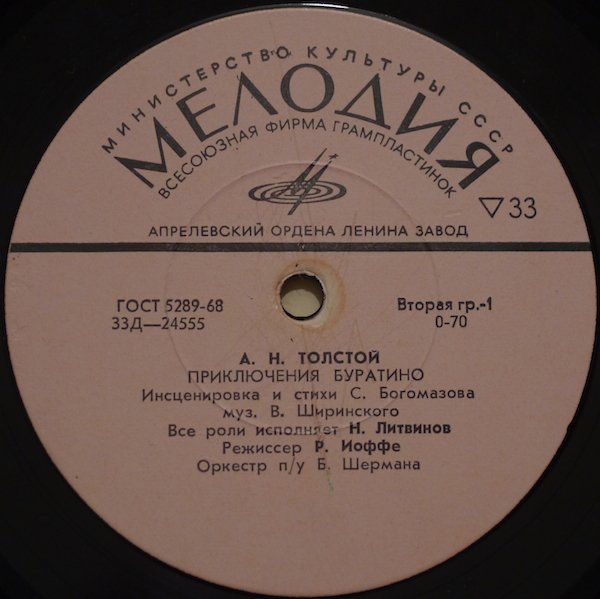 МИНИСТЕРСТВО КУЛЬТУРЫ СССР
МЕЛОДИЯ
ВСЕСОЮЗНАЯ ФИРМА ГРАМПЛАСТИНОК
▽33
АПРЕЛЕВСКИЙ ОРДЕНА ЛЕНИНА ЗАВОД
ГОСТ 5289-68
33Д—24555
Вторая гр.-1
0-70
А. Н. ТОЛСТОЙ
ПРИКЛЮЧЕНИЯ БУРАТИНО
Инсценировка и стихи С. Богомазова
муз. В. Ширинского
Все роли исполняет Н. Литвинов
Режиссер Р. Иоффе
Оркестр п/у Б. Шермана